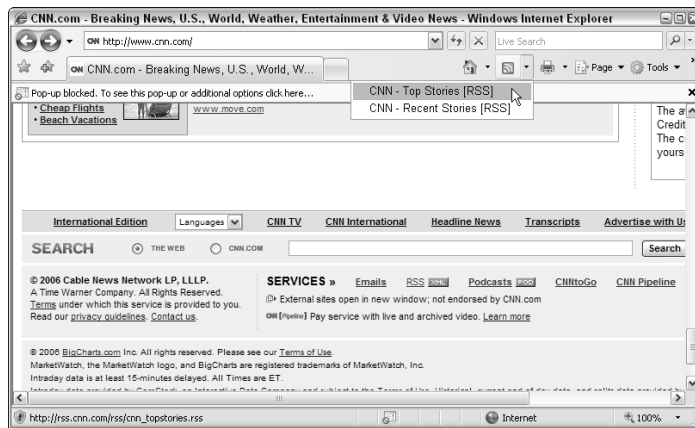 CNN.com - Breaking News, U.S., World, Weather, Entertainment & Video News - Windows Internet Explorer
CNN http://www.cnn.com/
Live Search
CNN CNN.com - Breaking News, U.S., World, W...
Page
Tools
Pop-up blocked. To see this pop-up or additional options click here...
CNN - Top Stories [RSS]
CNN - Recent Stories [RSS]
• Cheap Flights
• Beach Vacations
www.move.com
The
Credit
The c
yours
International Edition Languages CNN TV CNN International Headline News Transcripts Advertise with Us
SEARCH THE WEB CNN.COM Search
© 2006 Cable News Network LP, LLLP.
A Time Warner Company. All Rights Reserved.
Terms under which this service is provided to you.
Read our privacy guidelines. Contact us.
SERVICES » Emails RSS XML Podcasts POD CNNtoGo CNN Pipeline
External sites open in new window; not endorsed by CNN.com
CNN [Pipeline] Pay service with live and archived video. Learn more
© 2006 BigCharts.com Inc. All rights reserved. Please see our Terms of Use.
MarketWatch, the MarketWatch logo, and BigCharts are registered trademarks of MarketWatch, Inc.
Intraday data is at least 15-minutes delayed. All Times are ET.
http://rss.cnn.com/rss/cnn_topstories.rss
Internet
100%